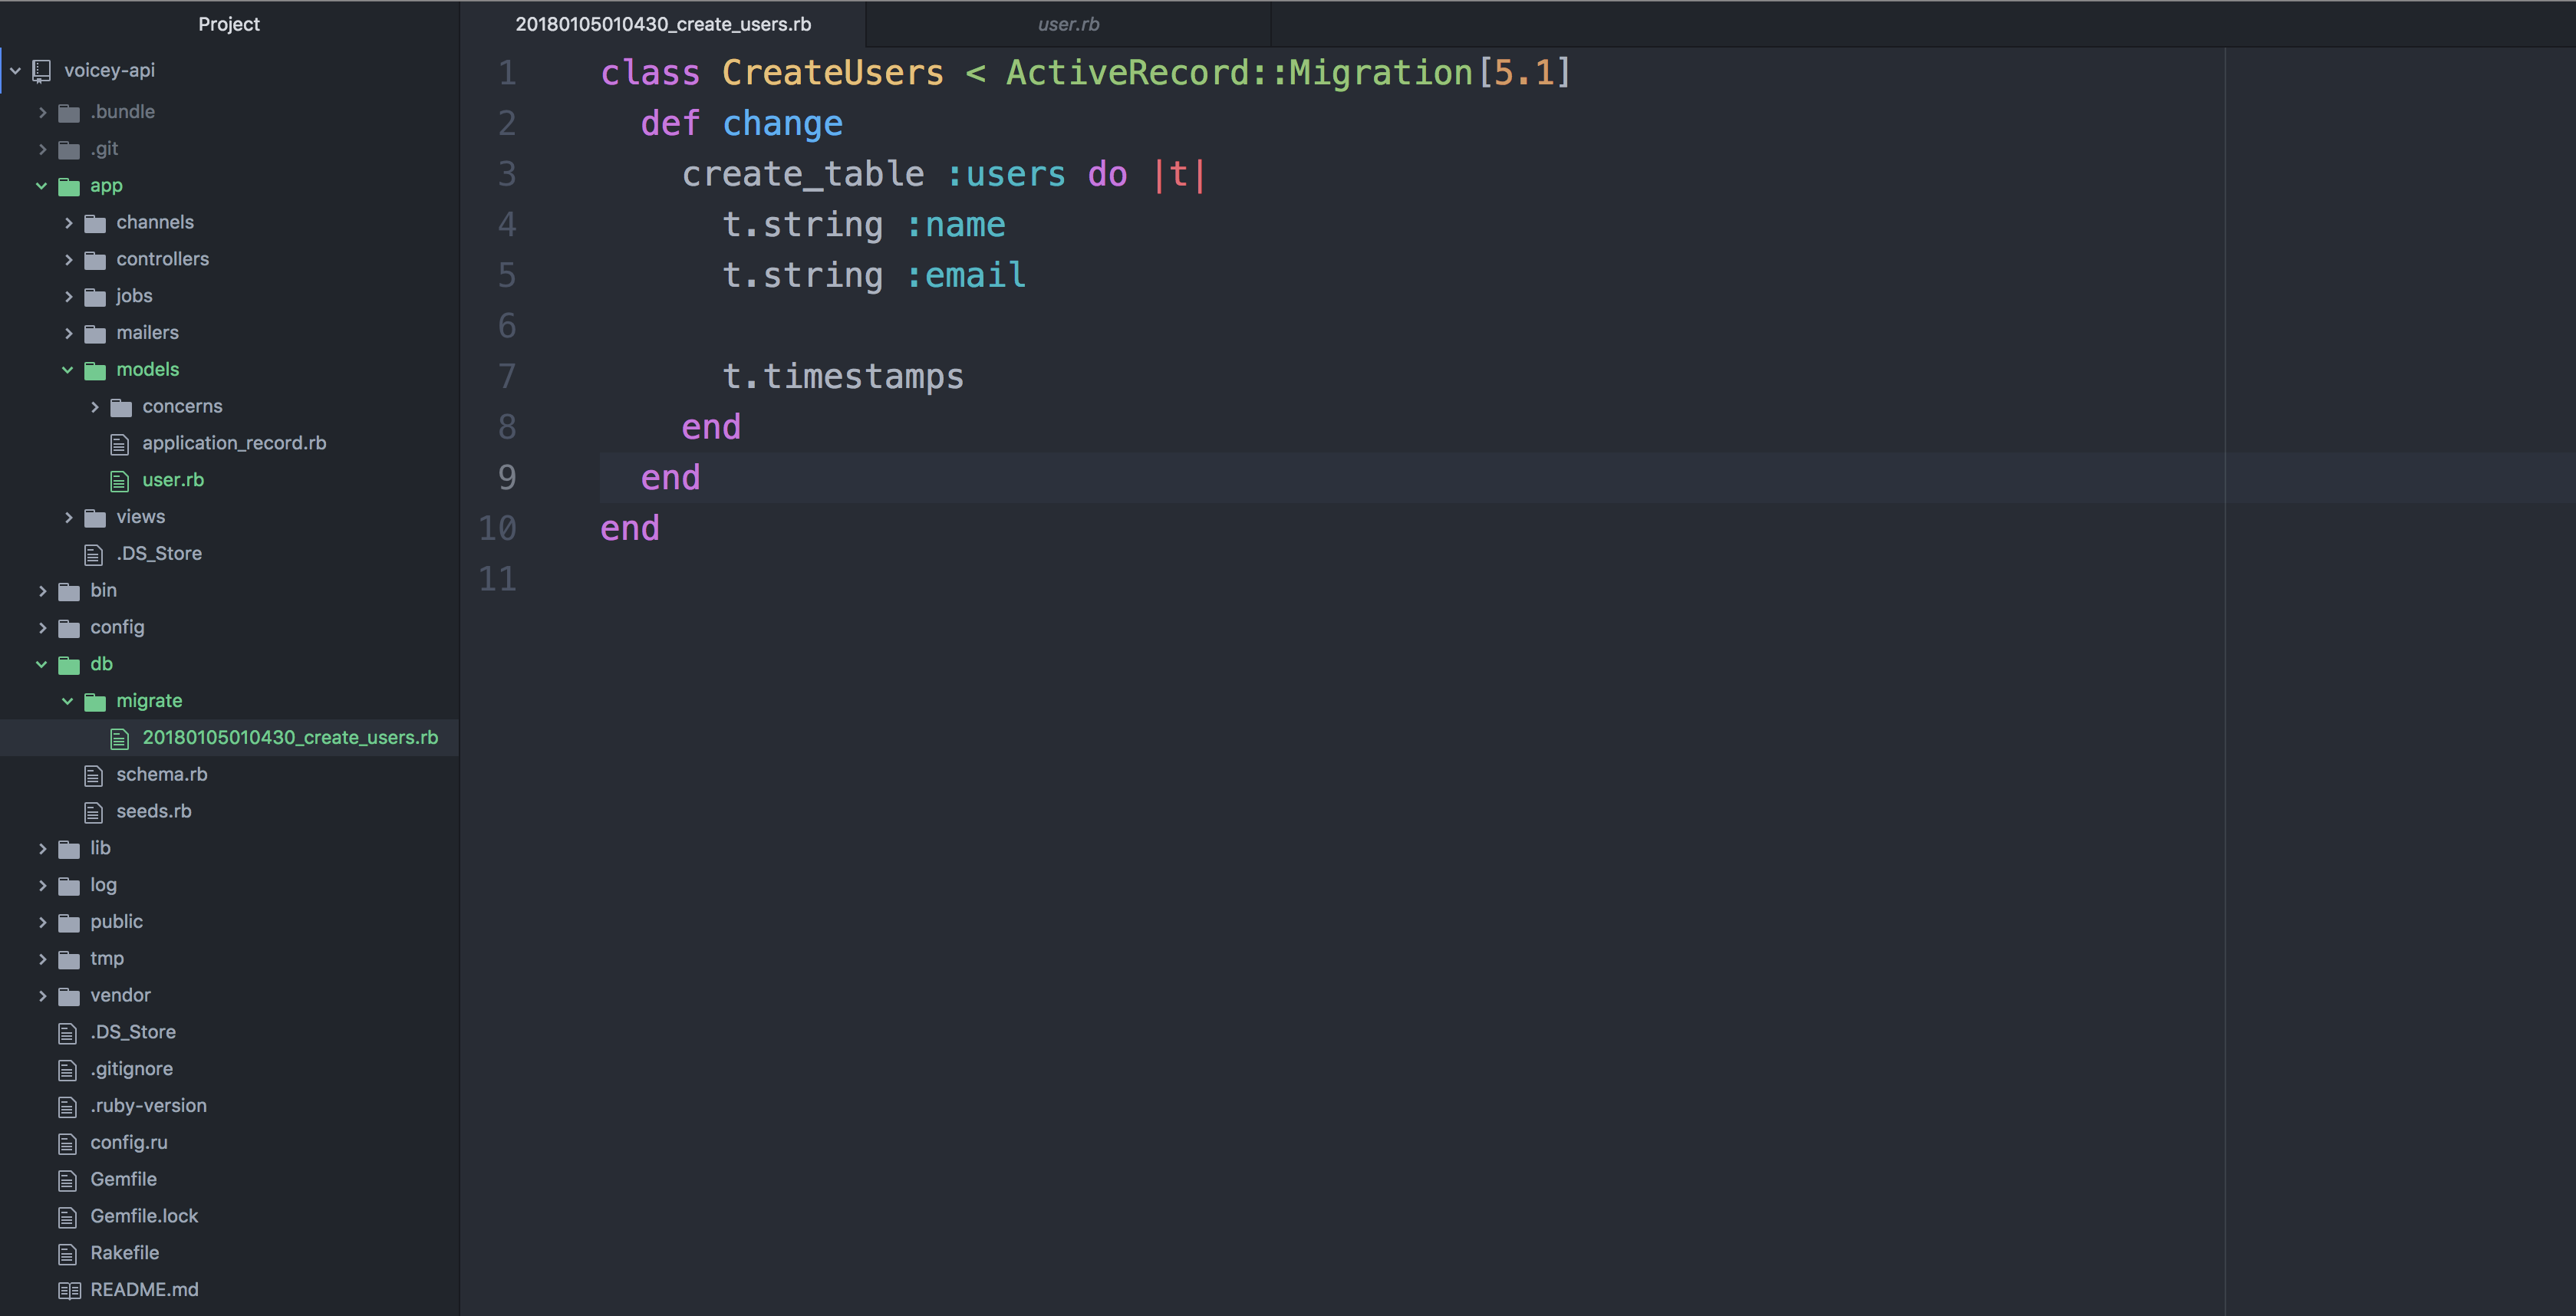 Project
voicey-api
.bundle
.git
app
channels
controllers
jobs
mailers
models
concerns
application_record.rb
user.rb
views
.DS_Store
bin
config
db
migrate
20180105010430_create_users.rb
schema.rb
seeds.rb
lib
log
public
tmp
vendor
.DS_Store
.gitignore
.ruby-version
config.ru
Gemfile
Gemfile.lock
Rakefile
README.md
20180105010430_create_users.rb
user.rb
1 class CreateUsers < ActiveRecord::Migration[5.1]
2   def change
3     create_table :users do |t|
4       t.string :name
5       t.string :email
6
7       t.timestamps
8     end
9   end
10 end
11